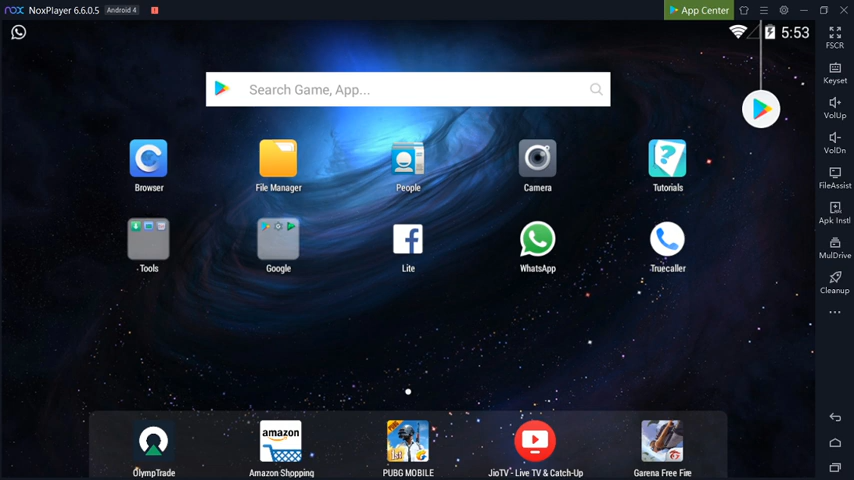 nox NoxPlayer 6.6.0.5 Android 4
App Center
5:53
Search Game, App...
FSCR
Keyset
VolUp
VolDn
FileAssist
Apk Instl
MulDrive
Cleanup
Browser
File Manager
People
Camera
Tutorials
Tools
Google
Lite
WhatsApp
Truecaller
amazon
OlympTrade
Amazon Shopping
PUBG MOBILE
JioTV - Live TV & Catch-Up
Garena Free Fire